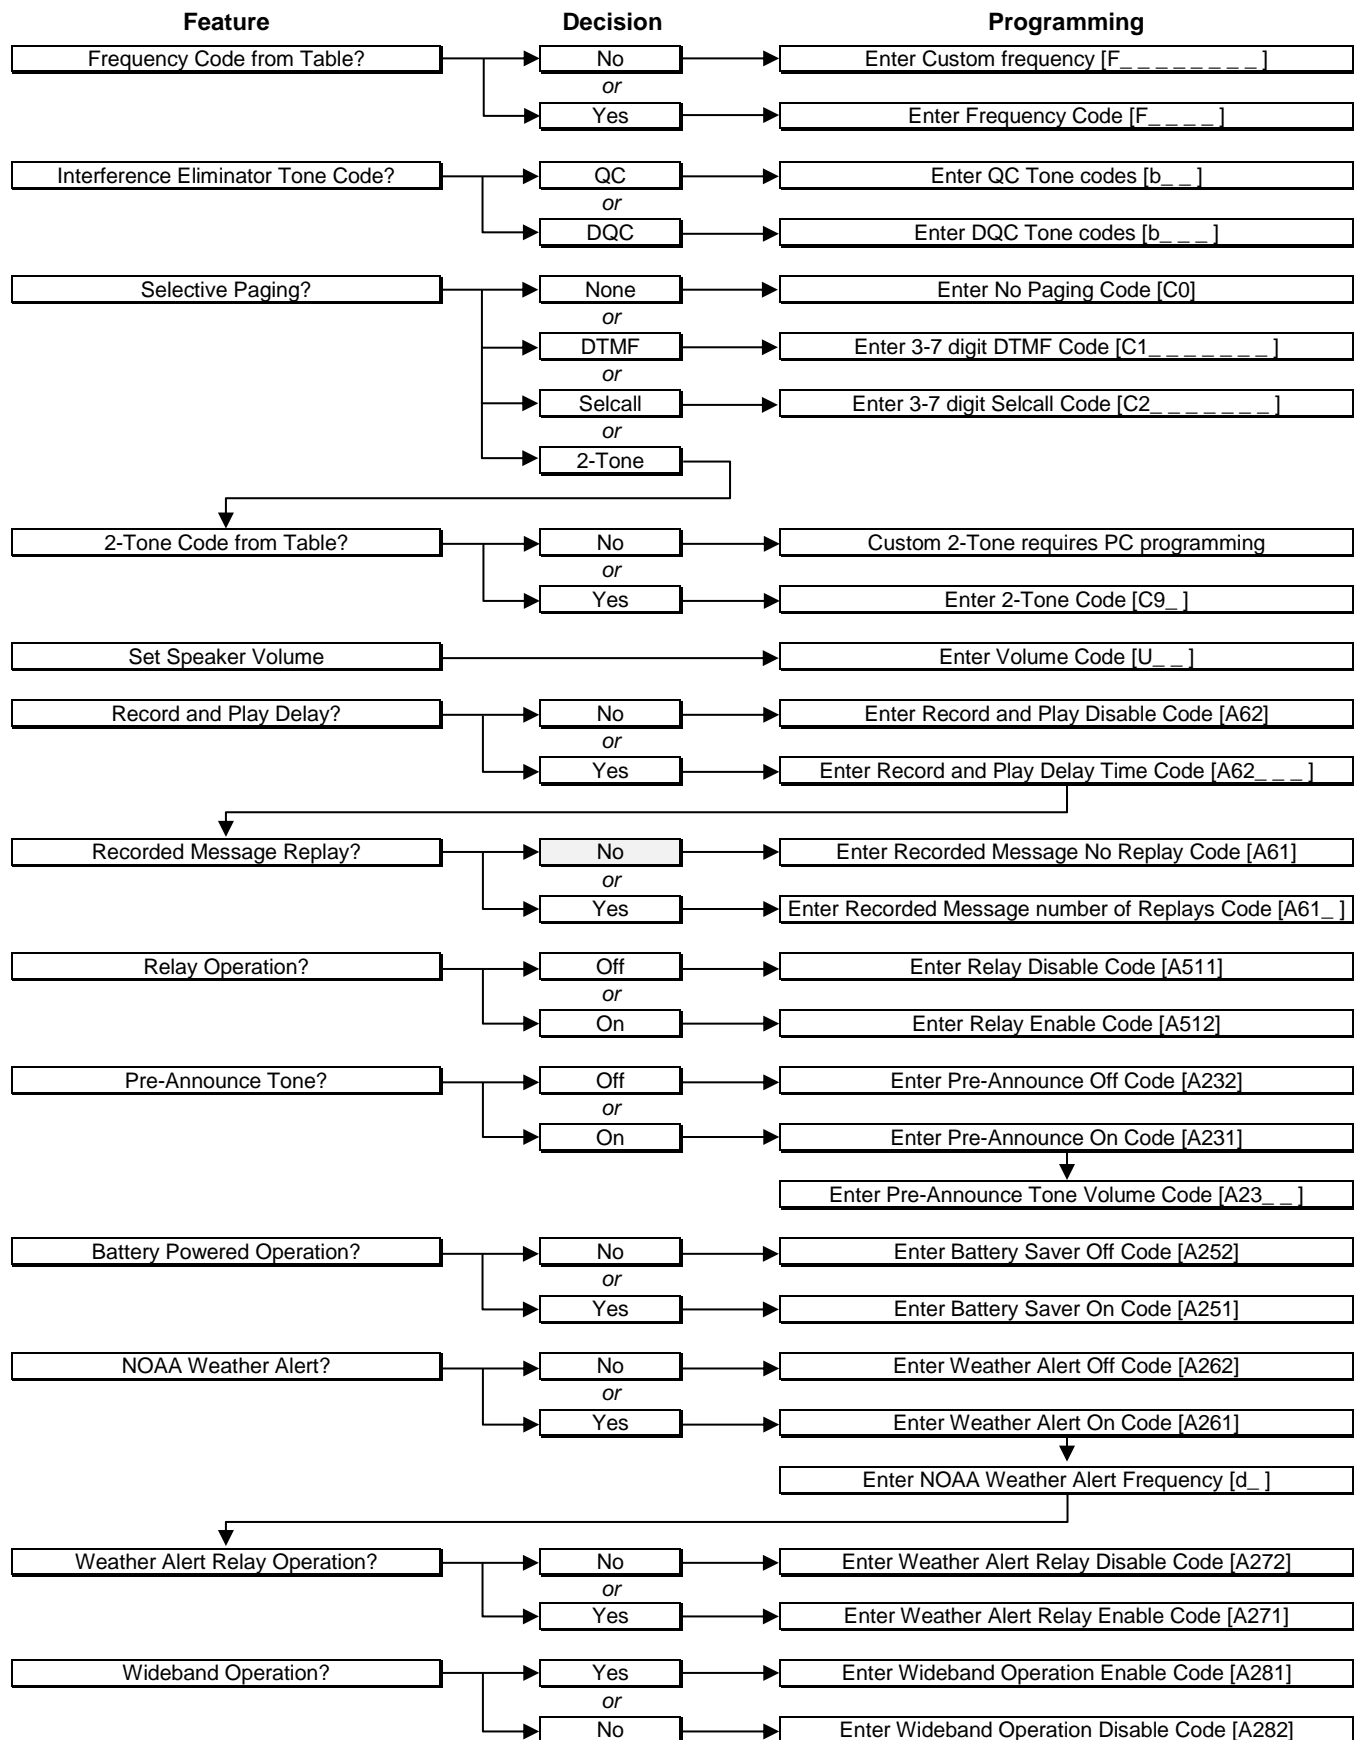 Feature Decision Programming
Frequency Code from Table? No Enter Custom frequency [F_ _ _ _ _ _ _ _ ]
or
Yes Enter Frequency Code [F_ _ _ _ ]
Interference Eliminator Tone Code? QC Enter QC Tone codes [b_ _ ]
or
DQC Enter DQC Tone codes [b_ _ _ ]
Selective Paging? None Enter No Paging Code [C0]
or
DTMF Enter 3-7 digit DTMF Code [C1_ _ _ _ _ _ _ ]
or
Selcall Enter 3-7 digit Selcall Code [C2_ _ _ _ _ _ _ ]
or
2-Tone
2-Tone Code from Table? No Custom 2-Tone requires PC programming
or
Yes Enter 2-Tone Code [C9_ ]
Set Speaker Volume Enter Volume Code [U_ _ ]
Record and Play Delay? No Enter Record and Play Disable Code [A62]
or
Yes Enter Record and Play Delay Time Code [A62_ _ _ ]
Recorded Message Replay? No Enter Recorded Message No Replay Code [A61]
or
Yes Enter Recorded Message number of Replays Code [A61_ ]
Relay Operation? Off Enter Relay Disable Code [A511]
or
On Enter Relay Enable Code [A512]
Pre-Announce Tone? Off Enter Pre-Announce Off Code [A232]
or
On Enter Pre-Announce On Code [A231]
Enter Pre-Announce Tone Volume Code [A23_ _ ]
Battery Powered Operation? No Enter Battery Saver Off Code [A252]
or
Yes Enter Battery Saver On Code [A251]
NOAA Weather Alert? No Enter Weather Alert Off Code [A262]
or
Yes Enter Weather Alert On Code [A261]
Enter NOAA Weather Alert Frequency [d_ ]
Weather Alert Relay Operation? No Enter Weather Alert Relay Disable Code [A272]
or
Yes Enter Weather Alert Relay Enable Code [A271]
Wideband Operation? Yes Enter Wideband Operation Enable Code [A281]
or
No Enter Wideband Operation Disable Code [A282]